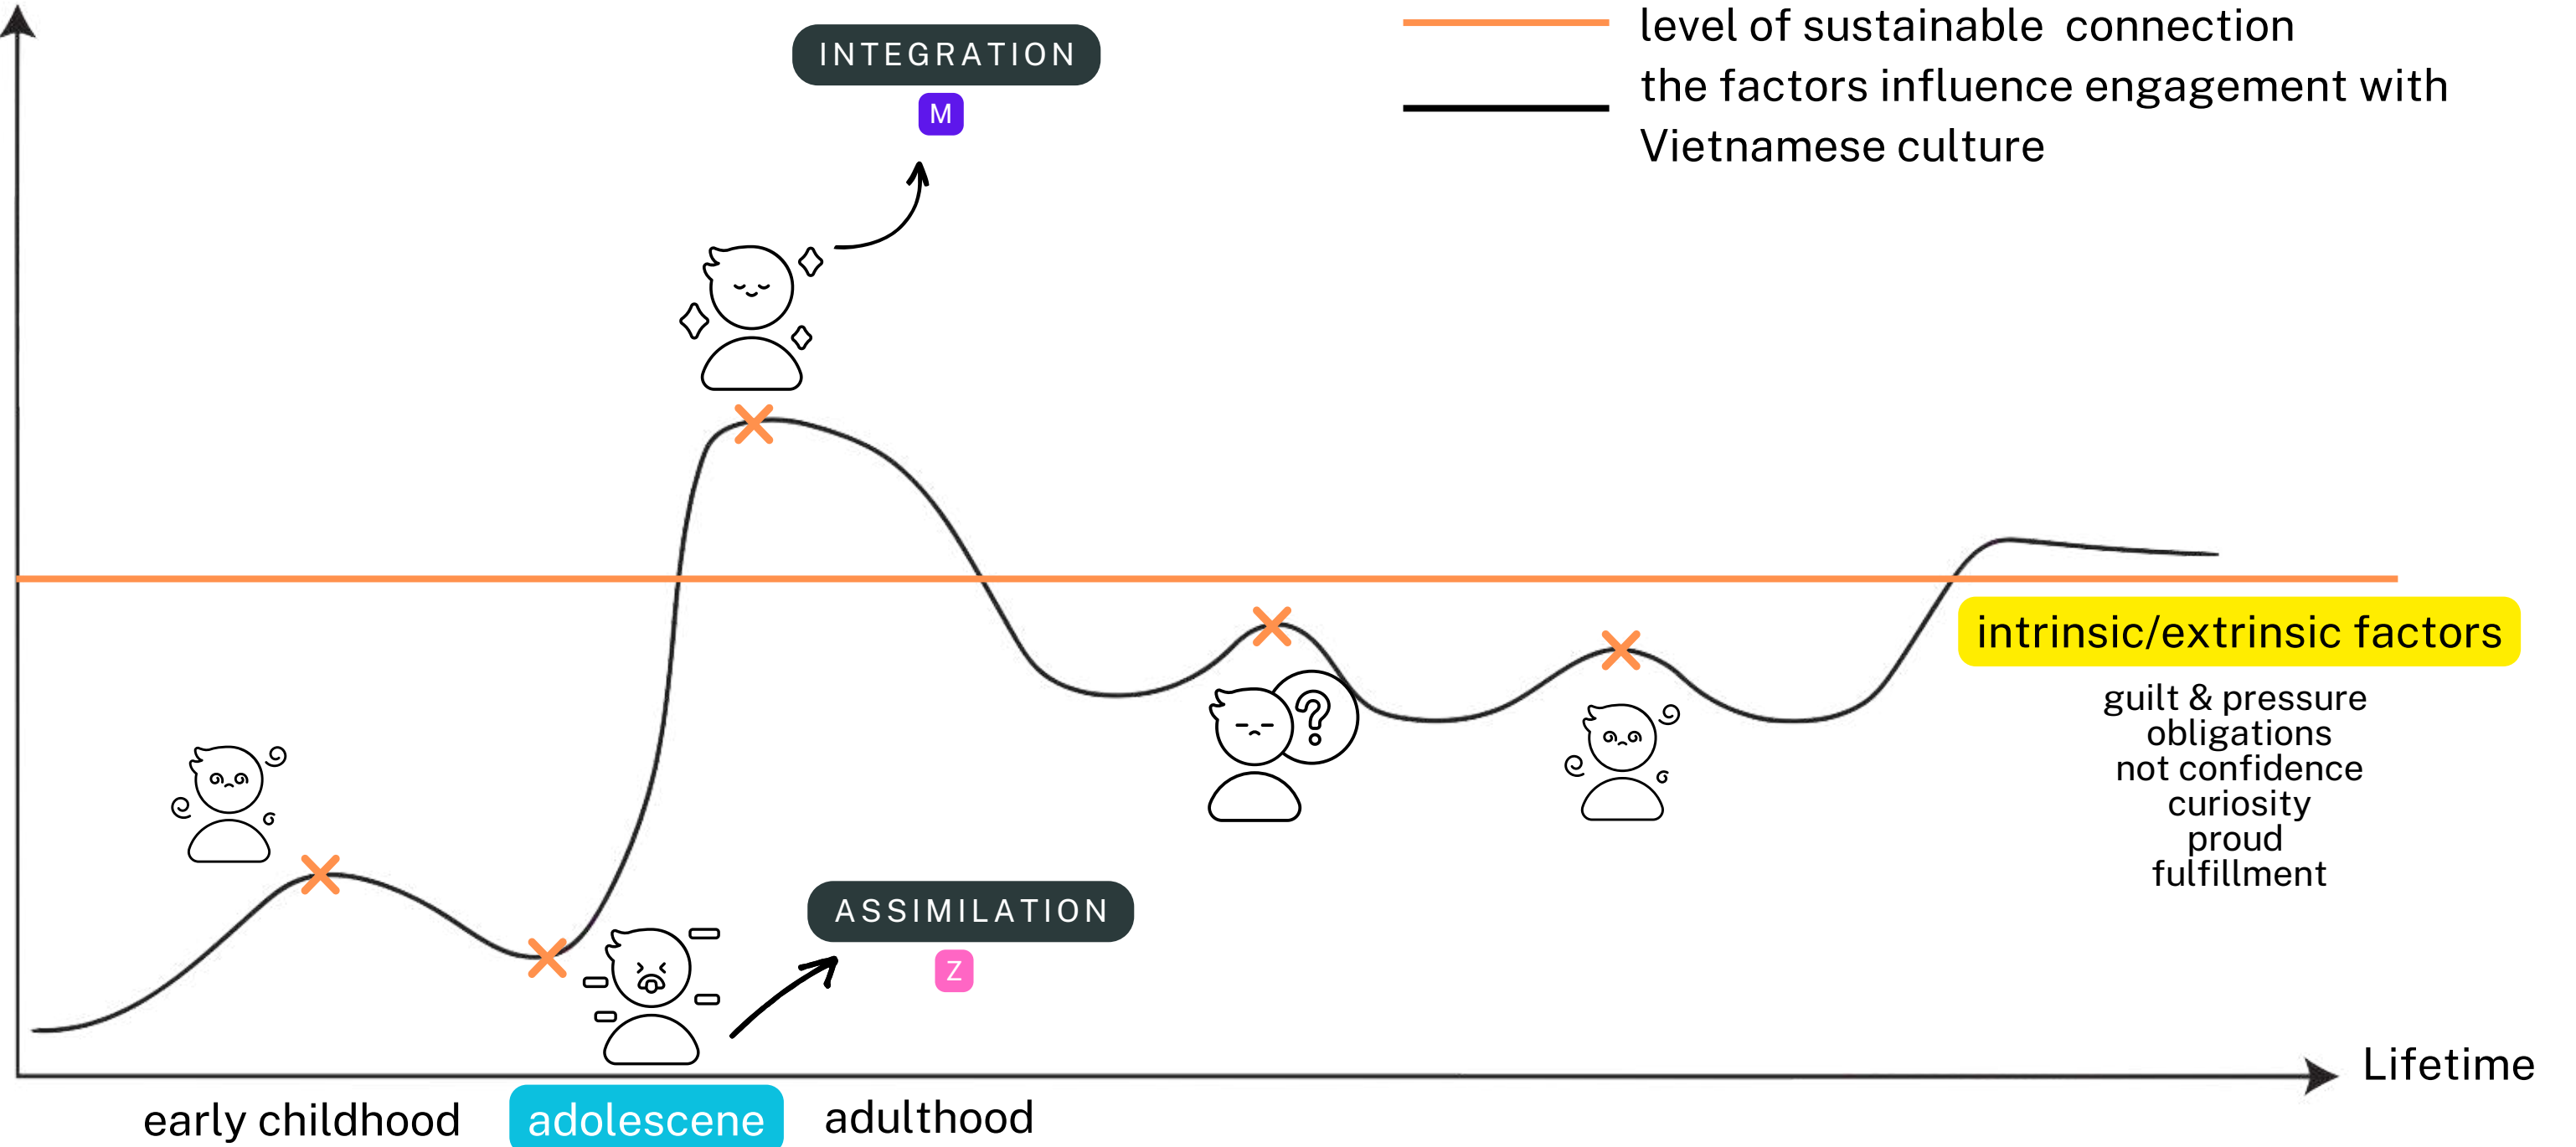 level of sustainable connection
the factors influence engagement with
Vietnamese culture
INTEGRATION
M
intrinsic/extrinsic factors
guilt & pressure
obligations
not confidence
curiosity
proud
fulfillment
?
ASSIMILATION
Z
Lifetime
early childhood
adolescene
adulthood